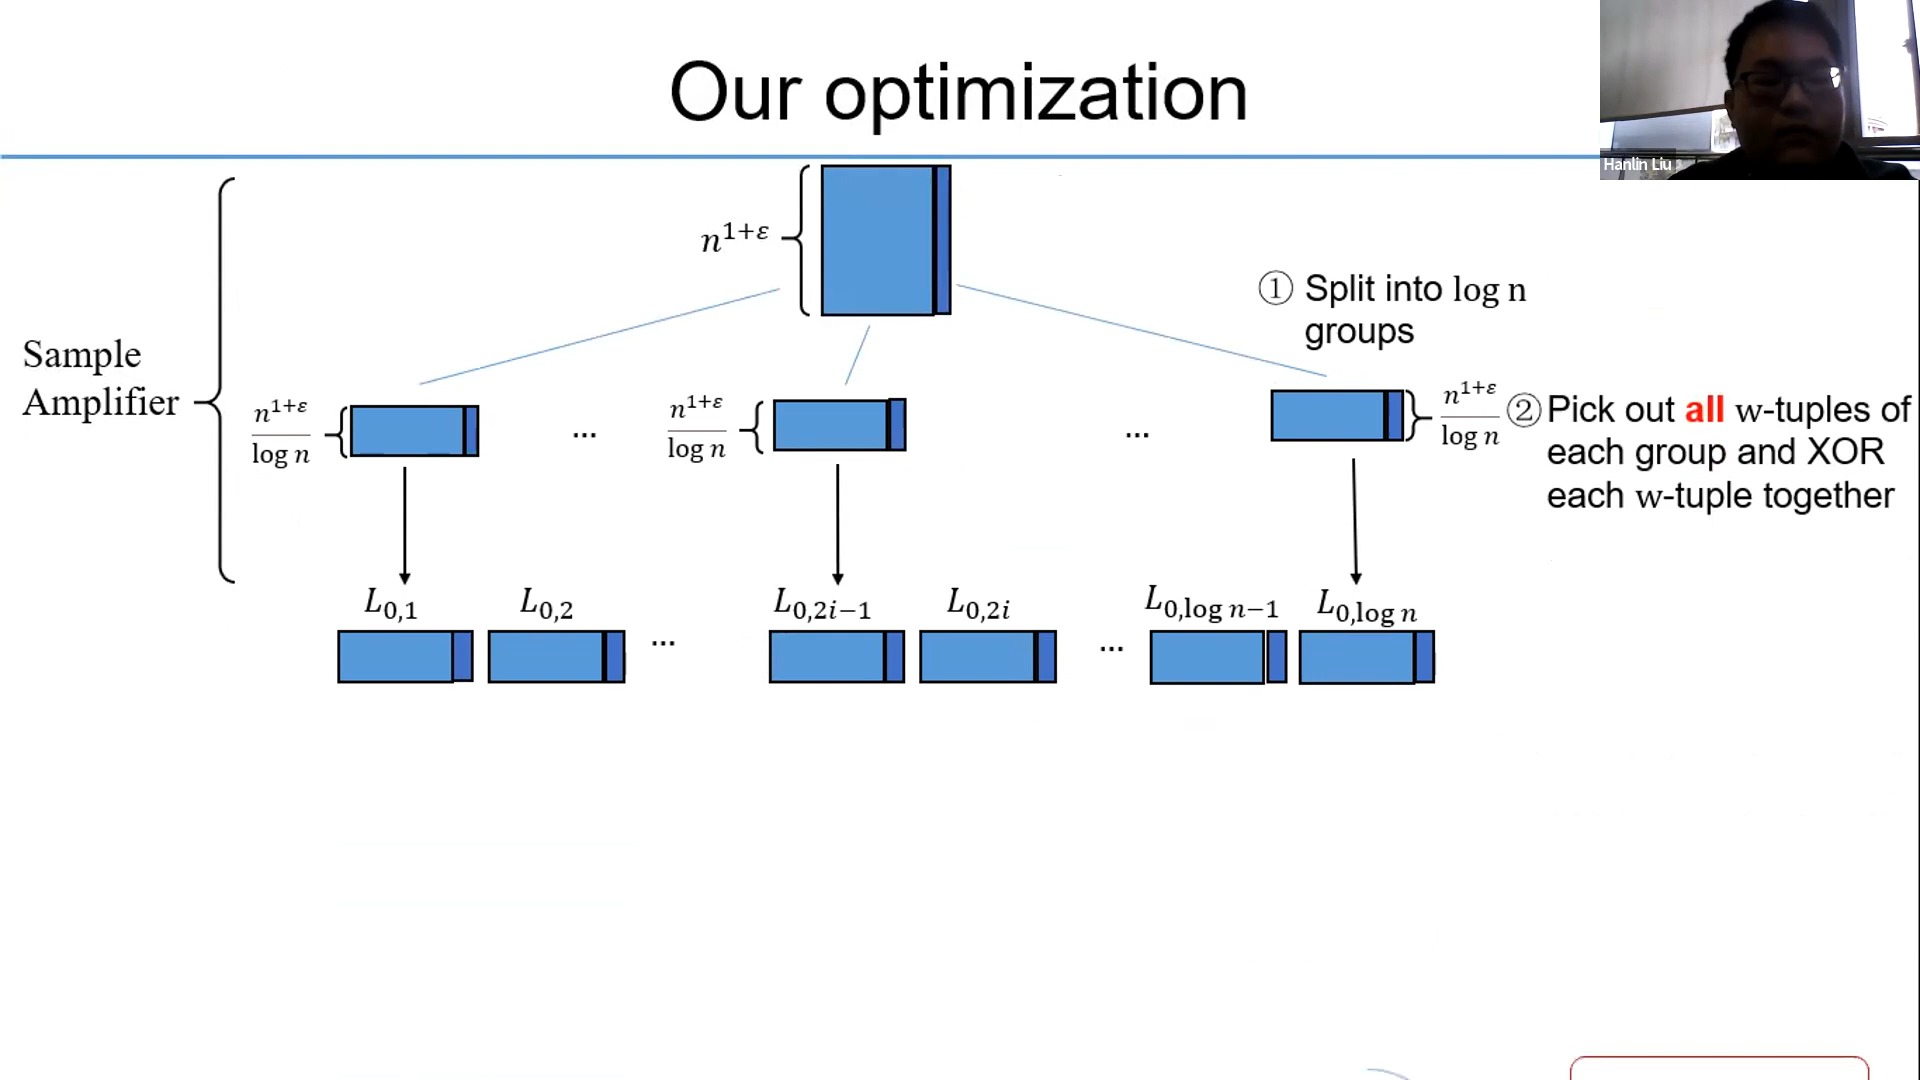 Our optimization
Hanlin Liu
n^{1+ε}
① Split into log n
groups
Sample
Amplifier
n^{1+ε}/log n
...
n^{1+ε}/log n
...
n^{1+ε}/log n
② Pick out all w-tuples of
each group and XOR
each w-tuple together
L_{0,1} L_{0,2} ... L_{0,2i−1} L_{0,2i} ... L_{0,log n−1} L_{0,log n}